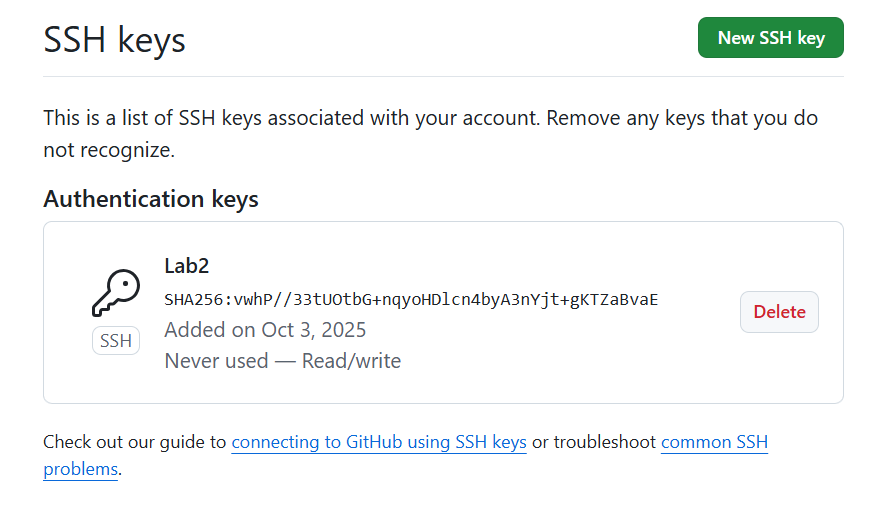 SSH keys
New SSH key
This is a list of SSH keys associated with your account. Remove any keys that you do
not recognize.
Authentication keys
Lab2
SHA256:vwhP//33tUOtbG+nqyoHDlcn4byA3nYjt+gKTZaBvaE
SSH
Added on Oct 3, 2025
Never used — Read/write
Delete
Check out our guide to connecting to GitHub using SSH keys or troubleshoot common SSH
problems.